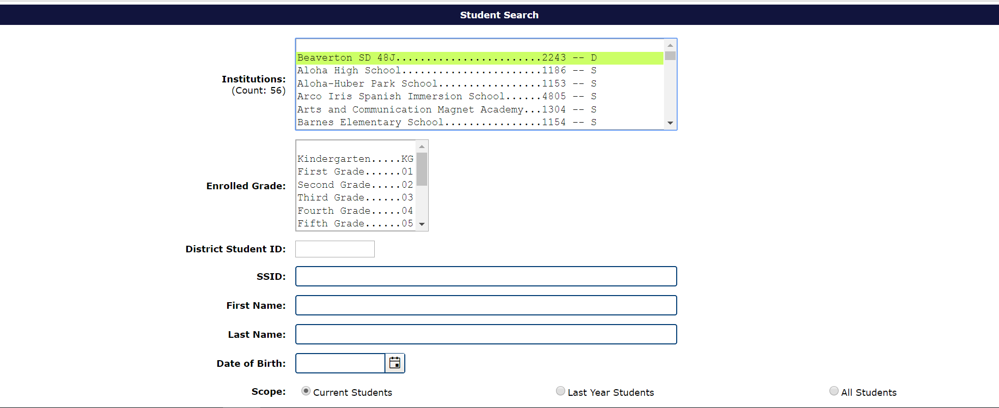 Student Search
Institutions:
(Count: 56)
Beaverton SD 48J........................2243 -- D
Aloha High School.......................1186 -- S
Aloha-Huber Park School.................1153 -- S
Arco Iris Spanish Immersion School......4805 -- S
Arts and Communication Magnet Academy...1304 -- S
Barnes Elementary School................1154 -- S
Enrolled Grade:
Kindergarten.....KG
First Grade......01
Second Grade.....02
Third Grade......03
Fourth Grade.....04
Fifth Grade......05
District Student ID:
SSID:
First Name:
Last Name:
Date of Birth:
Scope: Current Students Last Year Students All Students